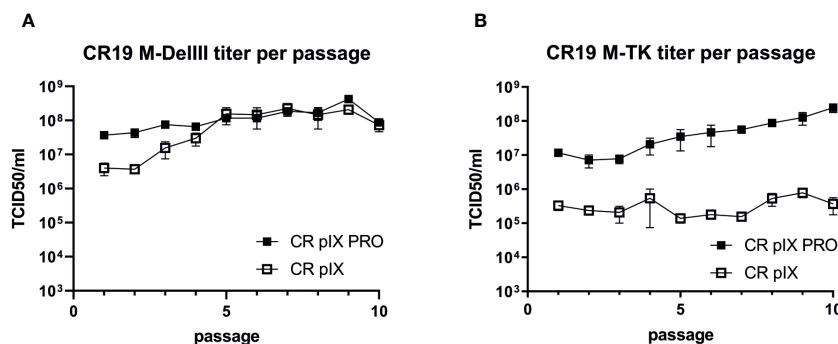 A
CR19 M-DelIII titer per passage
TCID50/ml
10⁹
10⁸
10⁷
10⁶
10⁵
10⁴
10³
0
5
10
passage
CR pIX PRO
CR pIX
B
CR19 M-TK titer per passage
TCID50/ml
10⁹
10⁸
10⁷
10⁶
10⁵
10⁴
10³
0
5
10
passage
CR pIX PRO
CR pIX